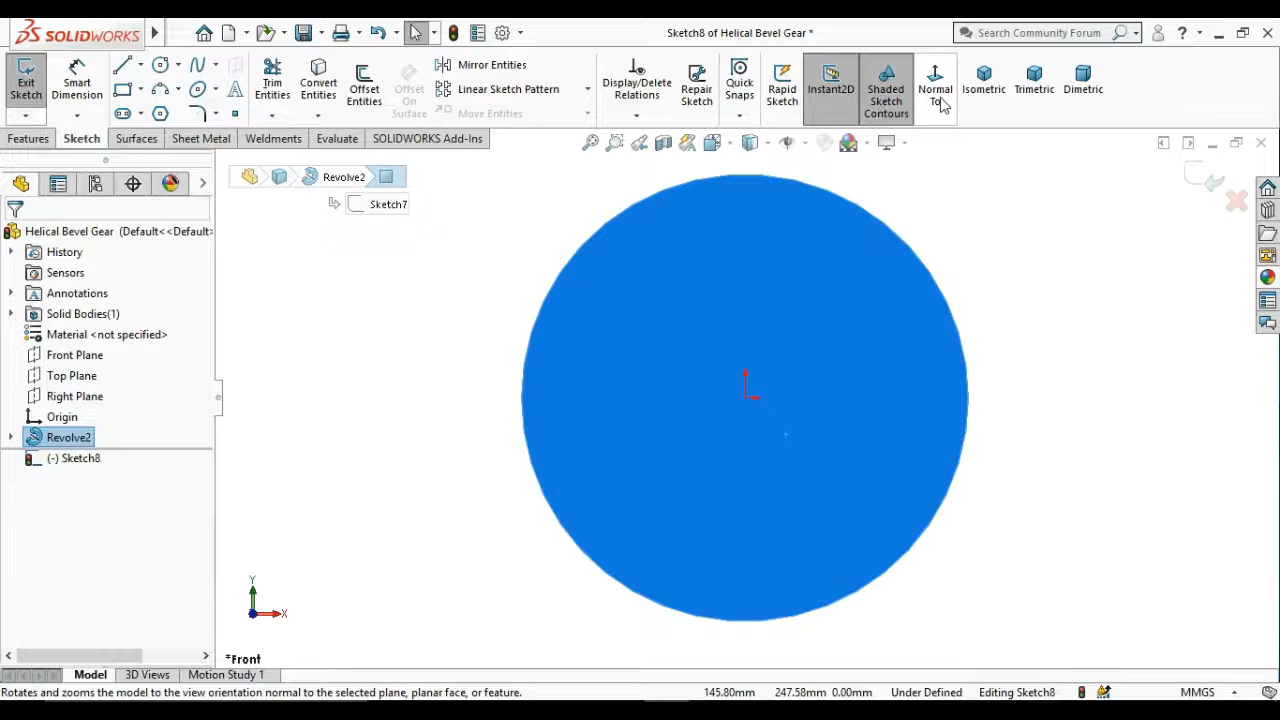 SOLIDWORKS
Sketch8 of Helical Bevel Gear *
Search Community Forum
Exit Sketch
Smart Dimension
Trim Entities
Convert Entities
Offset Entities
Offset On Surface
Mirror Entities
Linear Sketch Pattern
Move Entities
Display/Delete Relations
Repair Sketch
Quick Snaps
Rapid Sketch
Instant2D
Shaded Sketch Contours
Normal To
Isometric
Trimetric
Dimetric
Features
Sketch
Surfaces
Sheet Metal
Weldments
Evaluate
SOLIDWORKS Add-Ins
Revolve2
Sketch7
Helical Bevel Gear (Default<<Default>
History
Sensors
Annotations
Solid Bodies(1)
Material <not specified>
Front Plane
Top Plane
Right Plane
Origin
Revolve2
(-) Sketch8
Y
X
*Front
Model
3D Views
Motion Study 1
Rotates and zooms the model to the view orientation normal to the selected plane, planar face, or feature.
145.80mm
247.58mm
0.00mm
Under Defined
Editing Sketch8
MMGS